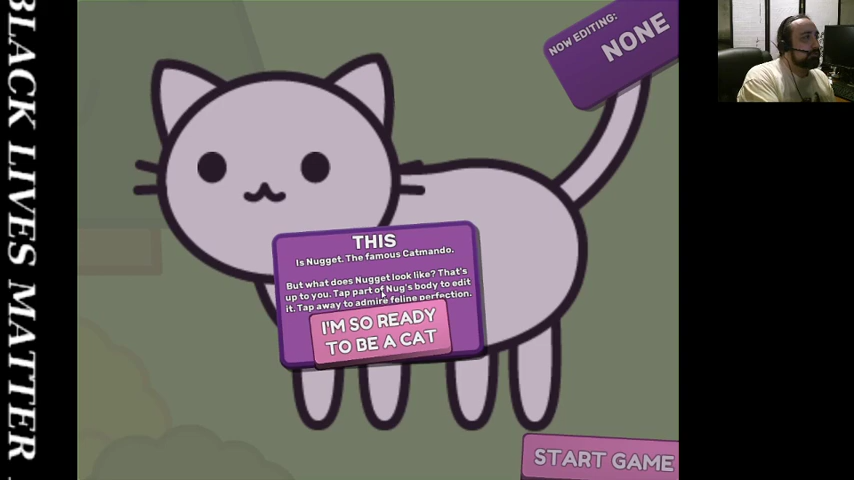 BLACK LIVES MATTER
NOW EDITING:
NONE
THIS
Is Nugget. The famous Catmando.
But what does Nugget look like? That's
up to you. Tap part of Nug's body to edit
it. Tap away to admire feline perfection.
I'M SO READY
TO BE A CAT
START GAME